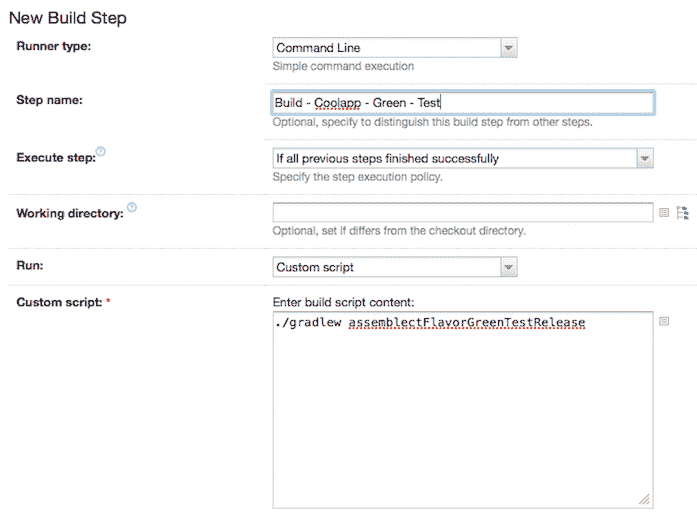 New Build Step
Runner type:
Command Line
Simple command execution
Step name:
Build - Coolapp - Green - Test
Optional, specify to distinguish this build step from other steps.
Execute step:
If all previous steps finished successfully
Specify the step execution policy.
Working directory:
Optional, set if differs from the checkout directory.
Run:
Custom script
Custom script: *
Enter build script content:
./gradlew assemblectFlavorGreenTestRelease